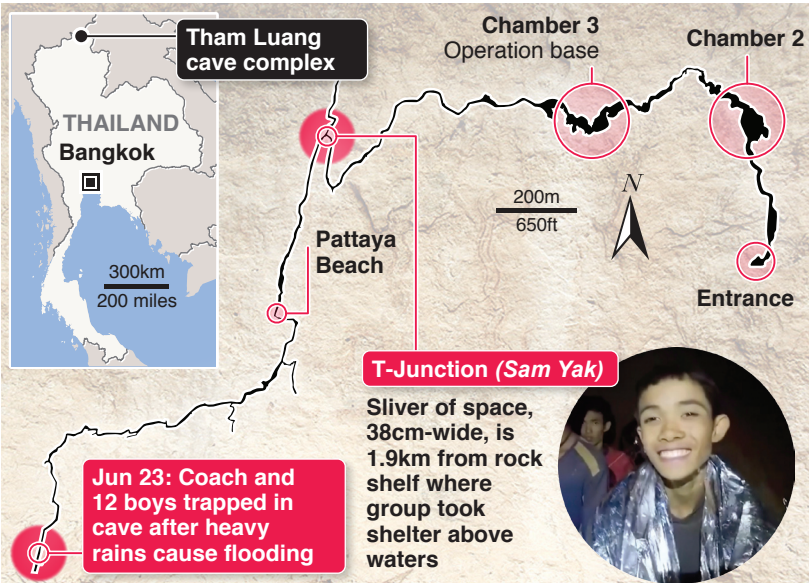 Tham Luang
cave complex
THAILAND
Bangkok
300km
200 miles
Chamber 3
Operation base
Chamber 2
200m
650ft
N
Entrance
Pattaya
Beach
T-Junction (Sam Yak)
Sliver of space,
38cm-wide, is
1.9km from rock
shelf where
group took
shelter above
waters
Jun 23: Coach and
12 boys trapped in
cave after heavy
rains cause flooding